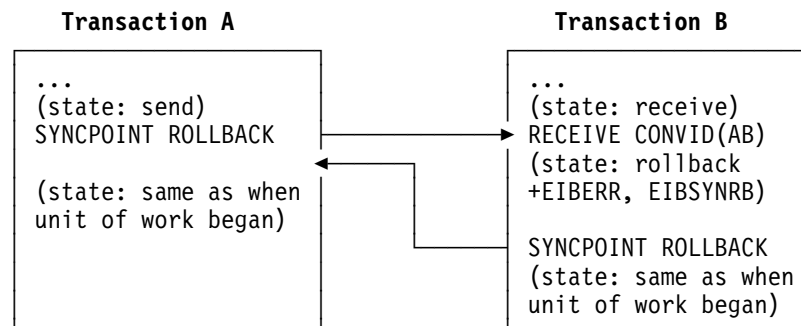 Transaction A
...
(state: send)
SYNCPOINT ROLLBACK
(state: same as when
unit of work began)
Transaction B
...
(state: receive)
RECEIVE CONVID(AB)
(state: rollback
+EIBERR, EIBSYNRB)
SYNCPOINT ROLLBACK
(state: same as when
unit of work began)